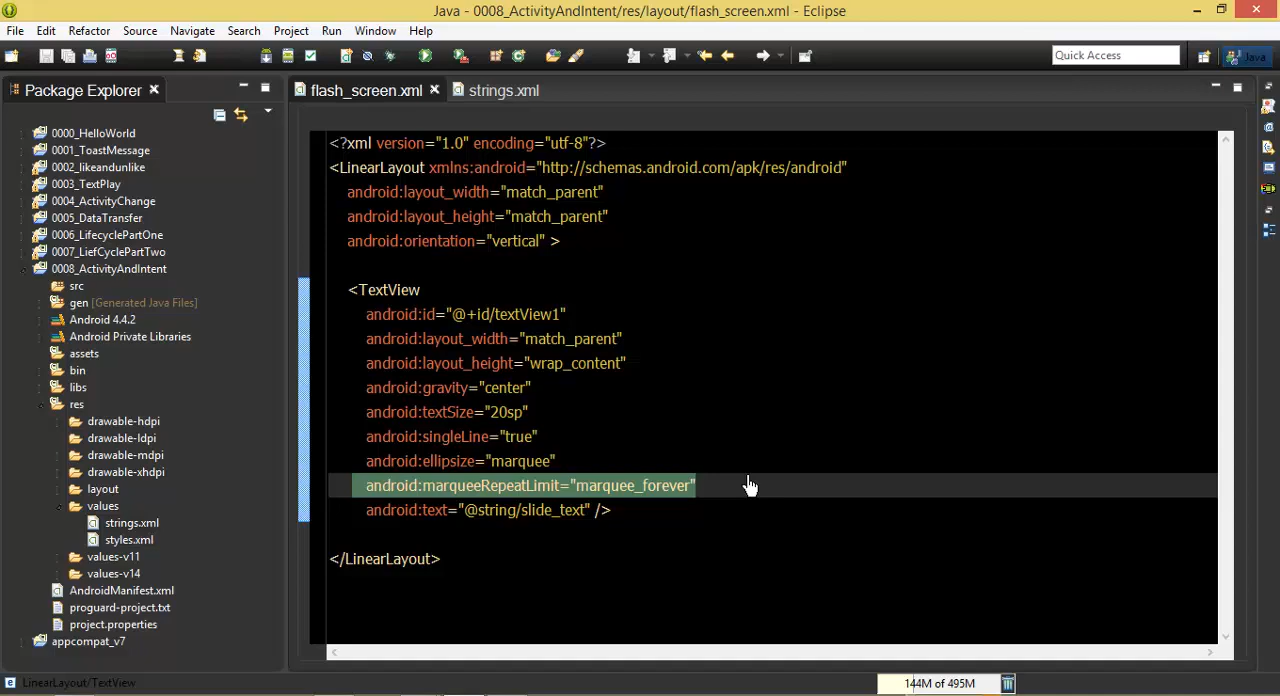 Java - 0008_ActivityAndIntent/res/layout/flash_screen.xml - Eclipse
File Edit Refactor Source Navigate Search Project Run Window Help
Quick Access
Java
Package Explorer
flash_screen.xml
strings.xml
0000_HelloWorld
0001_ToastMessage
0002_likeandunlike
0003_TextPlay
0004_ActivityChange
0005_DataTransfer
0006_LifecyclePartOne
0007_LiefCyclePartTwo
0008_ActivityAndIntent
src
gen [Generated Java Files]
Android 4.4.2
Android Private Libraries
assets
bin
libs
res
drawable-hdpi
drawable-ldpi
drawable-mdpi
drawable-xhdpi
layout
values
strings.xml
styles.xml
values-v11
values-v14
AndroidManifest.xml
proguard-project.txt
project.properties
appcompat_v7
<?xml version="1.0" encoding="utf-8"?>
<LinearLayout xmlns:android="http://schemas.android.com/apk/res/android"
android:layout_width="match_parent"
android:layout_height="match_parent"
android:orientation="vertical" >
<TextView
android:id="@+id/textView1"
android:layout_width="match_parent"
android:layout_height="wrap_content"
android:gravity="center"
android:textSize="20sp"
android:singleLine="true"
android:ellipsize="marquee"
android:marqueeRepeatLimit="marquee_forever"
android:text="@string/slide_text" />
</LinearLayout>
LinearLayout/TextView
144M of 495M